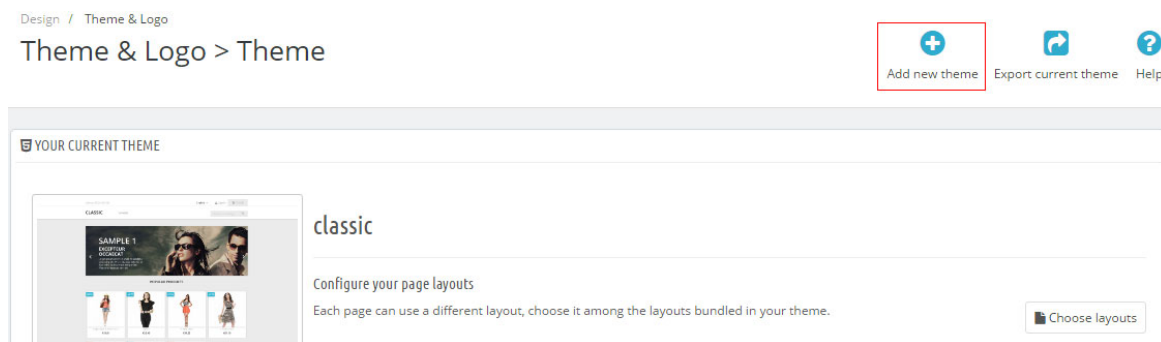 Design / Theme & Logo
Theme & Logo > Theme
Add new theme
Export current theme
Help
YOUR CURRENT THEME
CLASSIC
SAMPLE 1
EXCEPTEUR
OCCAECAT
classic
Configure your page layouts
Each page can use a different layout, choose it among the layouts bundled in your theme.
Choose layouts